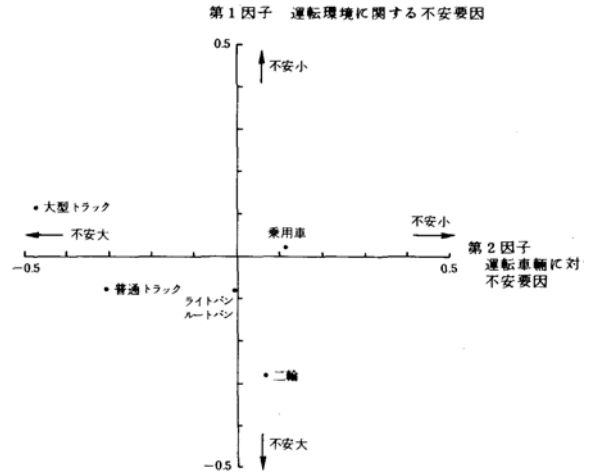 第1因子 運転環境に関する不安要因
0.5
不安小
大型トラック
不安大
乗用車
不安小
-0.5
0.5
第2因子
運転車輛に対
不安要因
普通トラック
ライトバン
ルートバン
二輪
不安大
-0.5